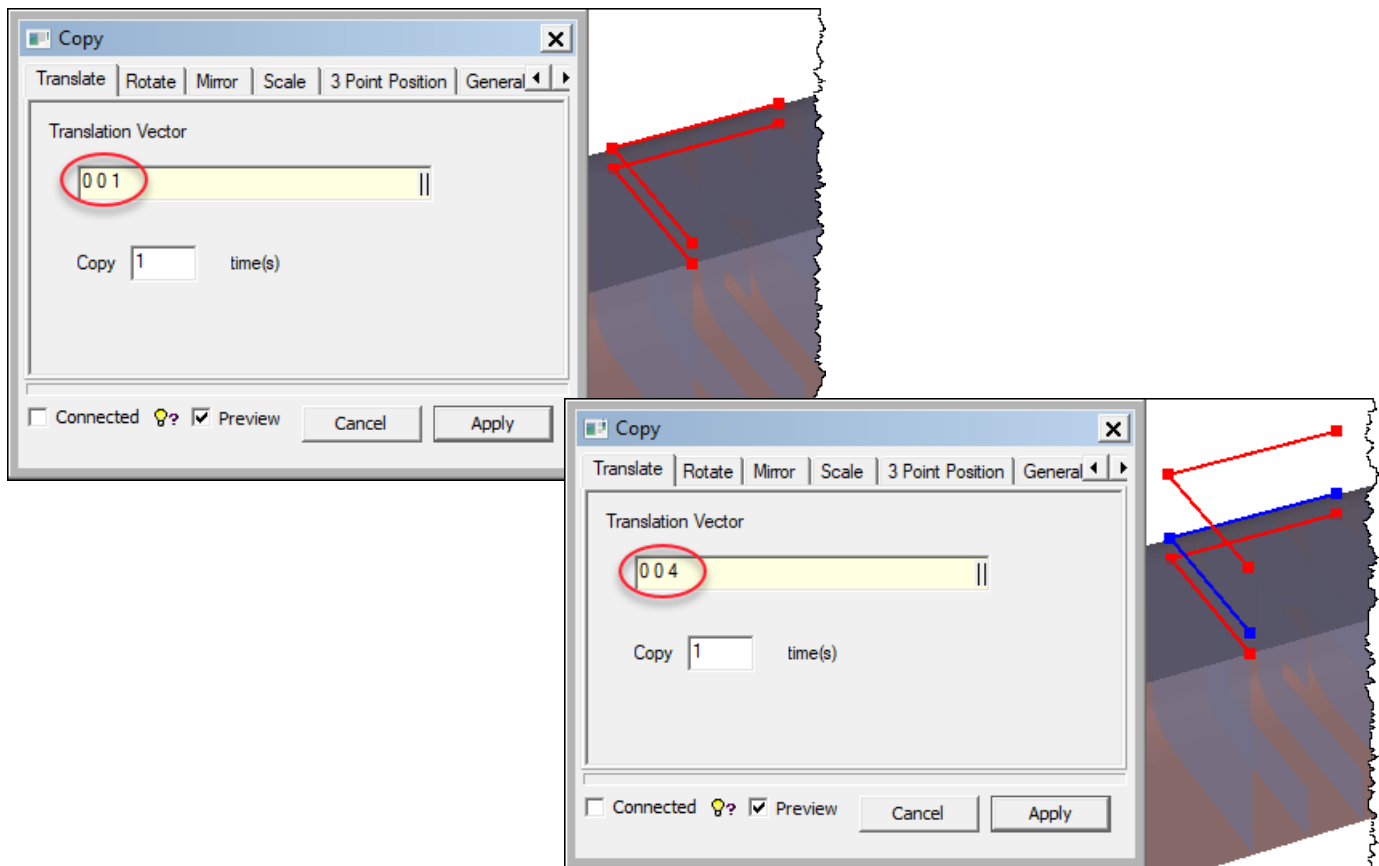 Copy
Translate Rotate Mirror Scale 3 Point Position General
Translation Vector
0 0 1
Copy 1 time(s)
Connected ? Preview Cancel Apply
Copy
Translate Rotate Mirror Scale 3 Point Position General
Translation Vector
0 0 4
Copy 1 time(s)
Connected ? Preview Cancel Apply